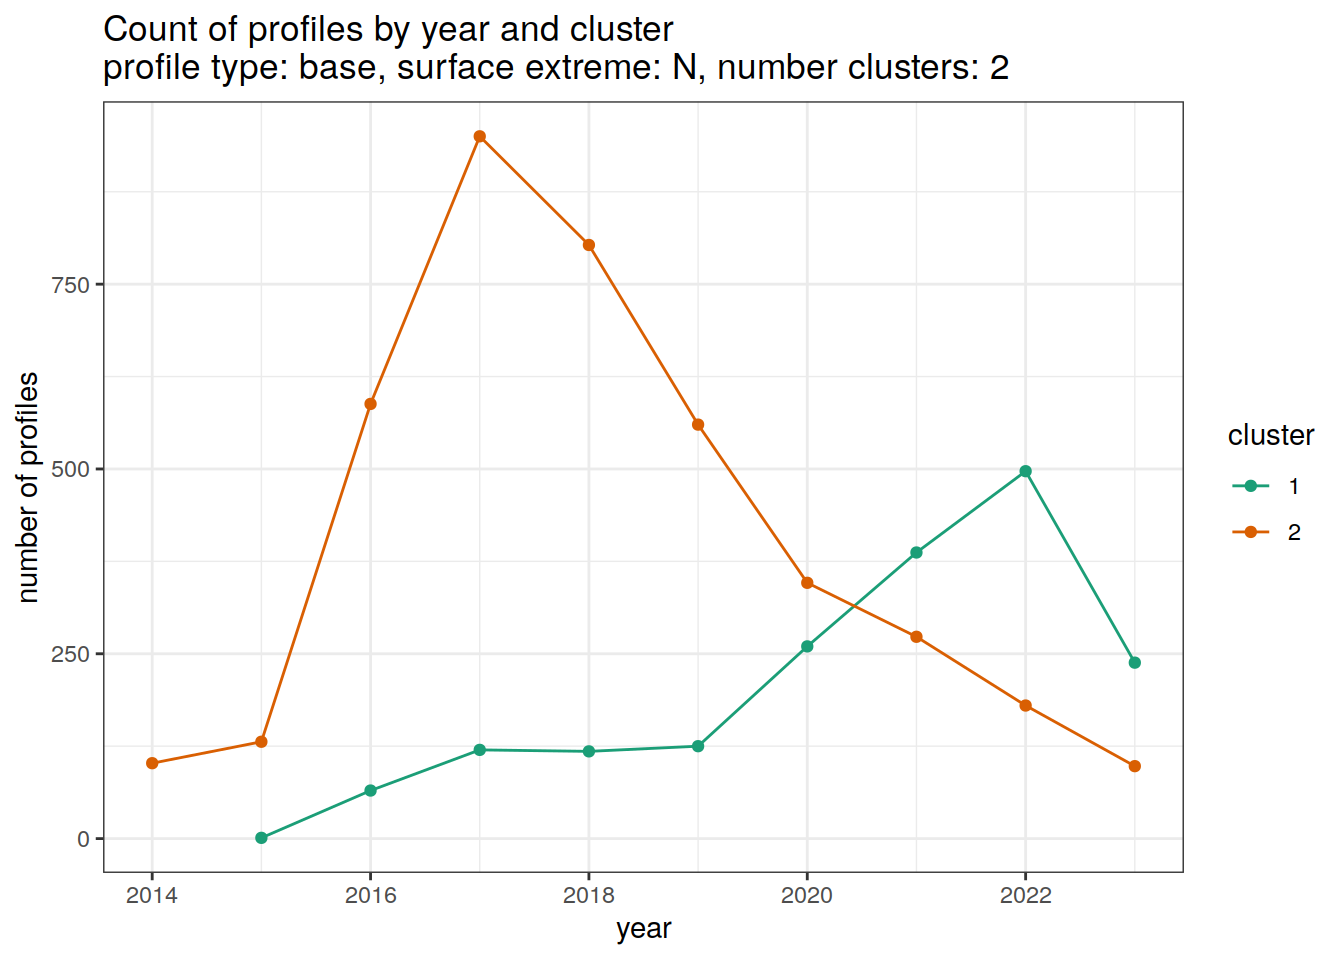 Count of profiles by year and cluster
profile type: base, surface extreme: N, number clusters: 2
750
500
250
0
number of profiles
2014 2016 2018 2020 2022
year
cluster
1
2